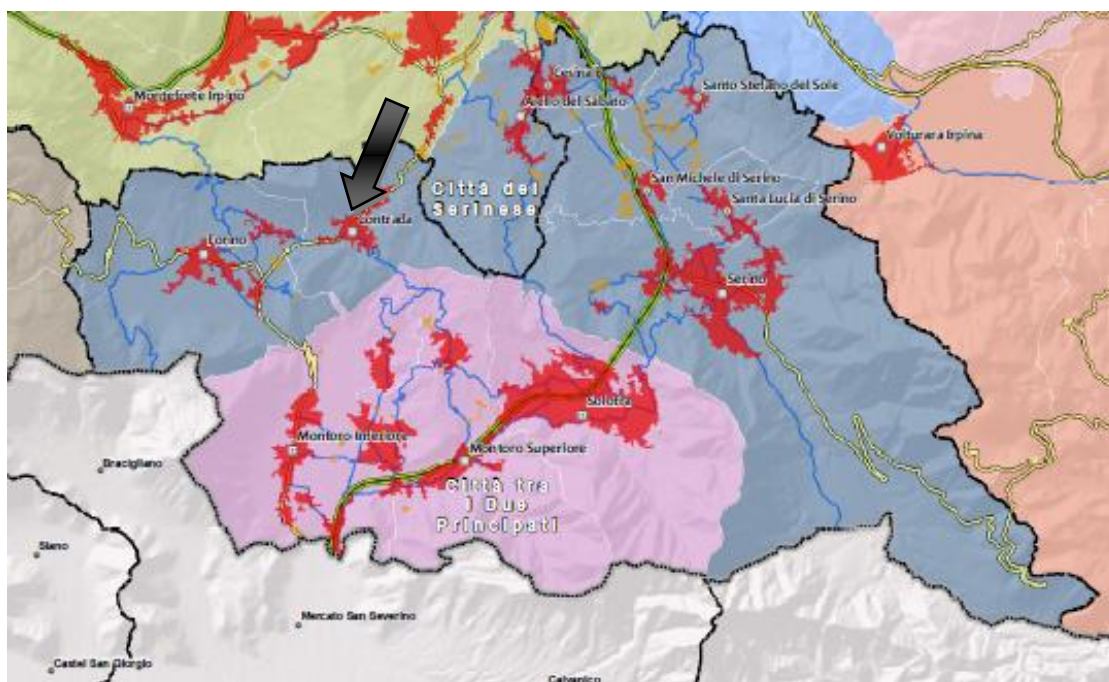 Monteforte Irpino
Cesinali
Aiello del Sabato
Santo Stefano del Sole
Volturara Irpina
San Michele di Serino
Santa Lucia di Serino
Città del
Serinese
Contrada
Forino
Serino
Solofra
Montoro Inferiore
Montoro Superiore
Città tra
i Due
Principati
Bracigliano
Siano
Mercato San Severino
Castel San Giorgio
Calvanico